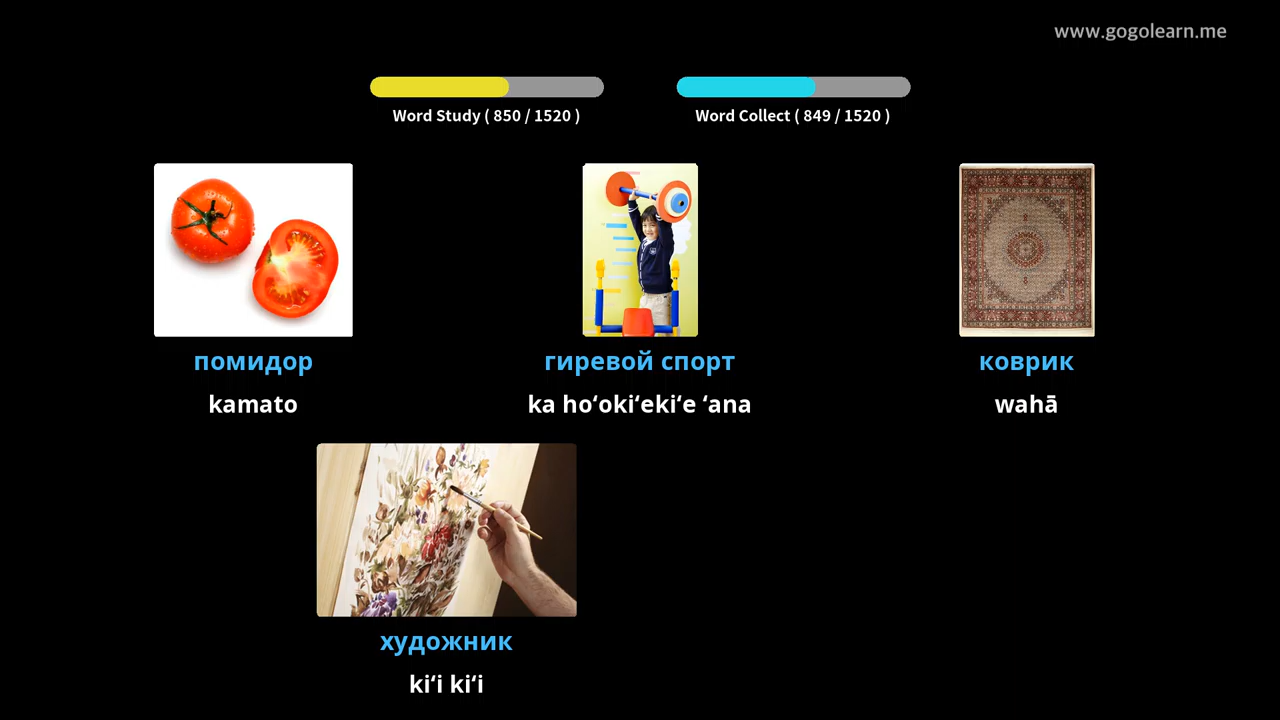 www.gogolearn.me
Word Study ( 850 / 1520 )
Word Collect ( 849 / 1520 )
помидор
гиревой спорт
коврик
kamato
ka hoʻokiʻekiʻe ʻana
wahā
художник
kiʻi kiʻi